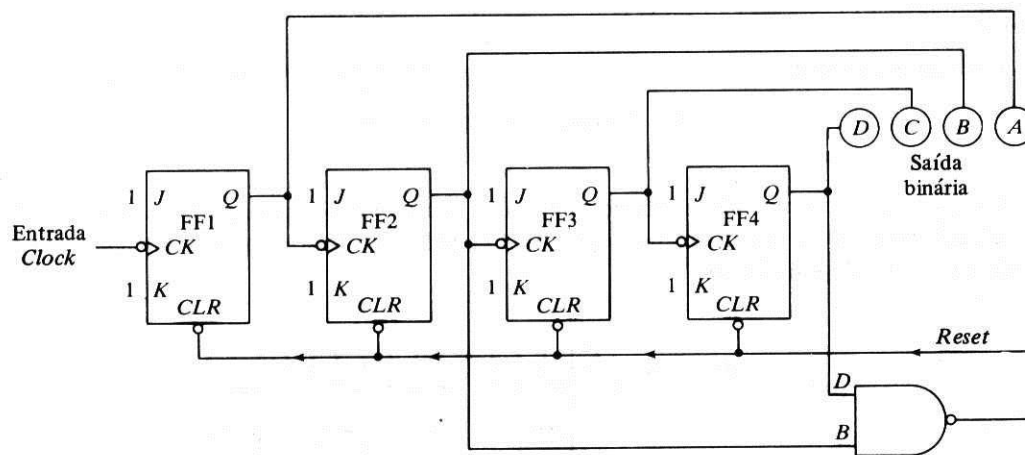 D C B A
Saída
binária
1 J Q 1 J Q 1 J Q 1 J Q
FF1 FF2 FF3 FF4
Entrada
Clock
CK CK CK CK
1 K 1 K 1 K 1 K
CLR CLR CLR CLR
Reset
D
B